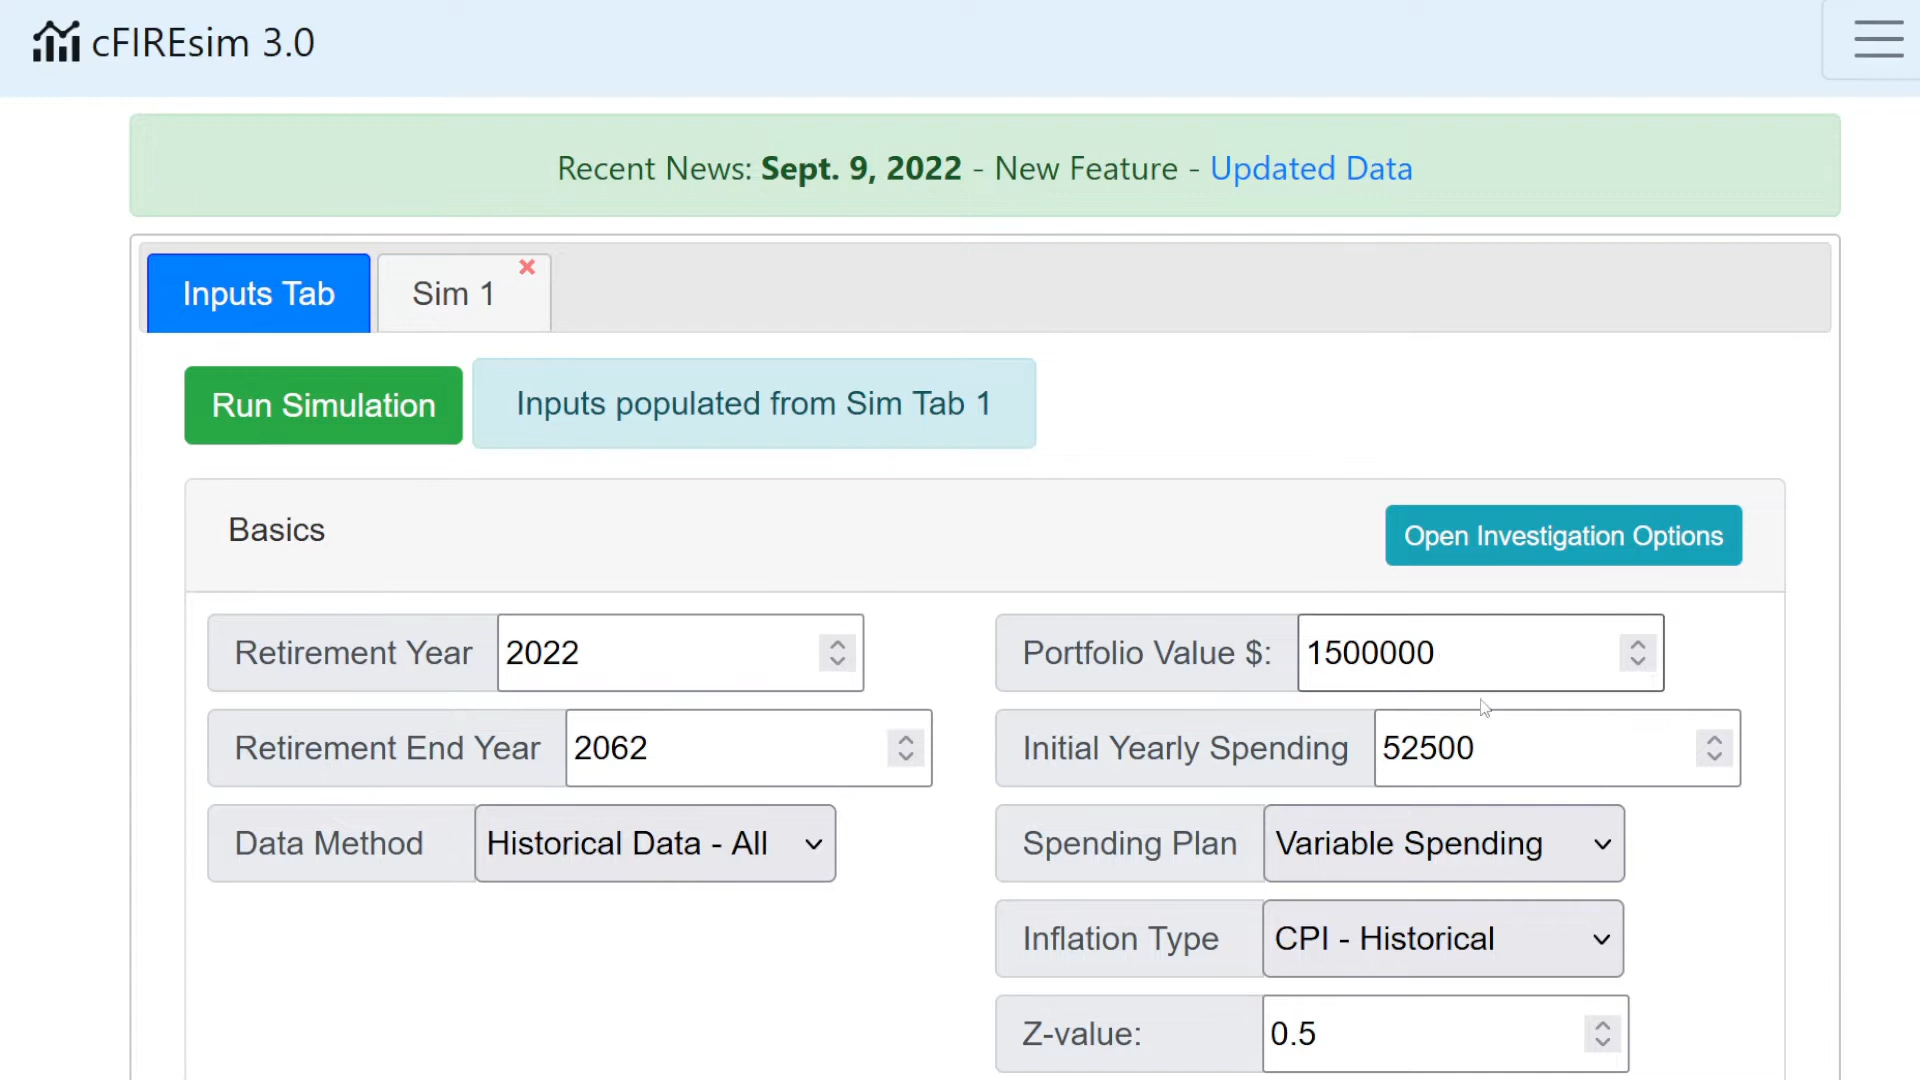 cFIREsim 3.0
Recent News: Sept. 9, 2022 - New Feature - Updated Data
Inputs Tab
Sim 1
Run Simulation
Inputs populated from Sim Tab 1
Basics
Open Investigation Options
Retirement Year 2022
Portfolio Value $: 1500000
Retirement End Year 2062
Initial Yearly Spending 52500
Data Method Historical Data - All
Spending Plan Variable Spending
Inflation Type CPI - Historical
Z-value: 0.5